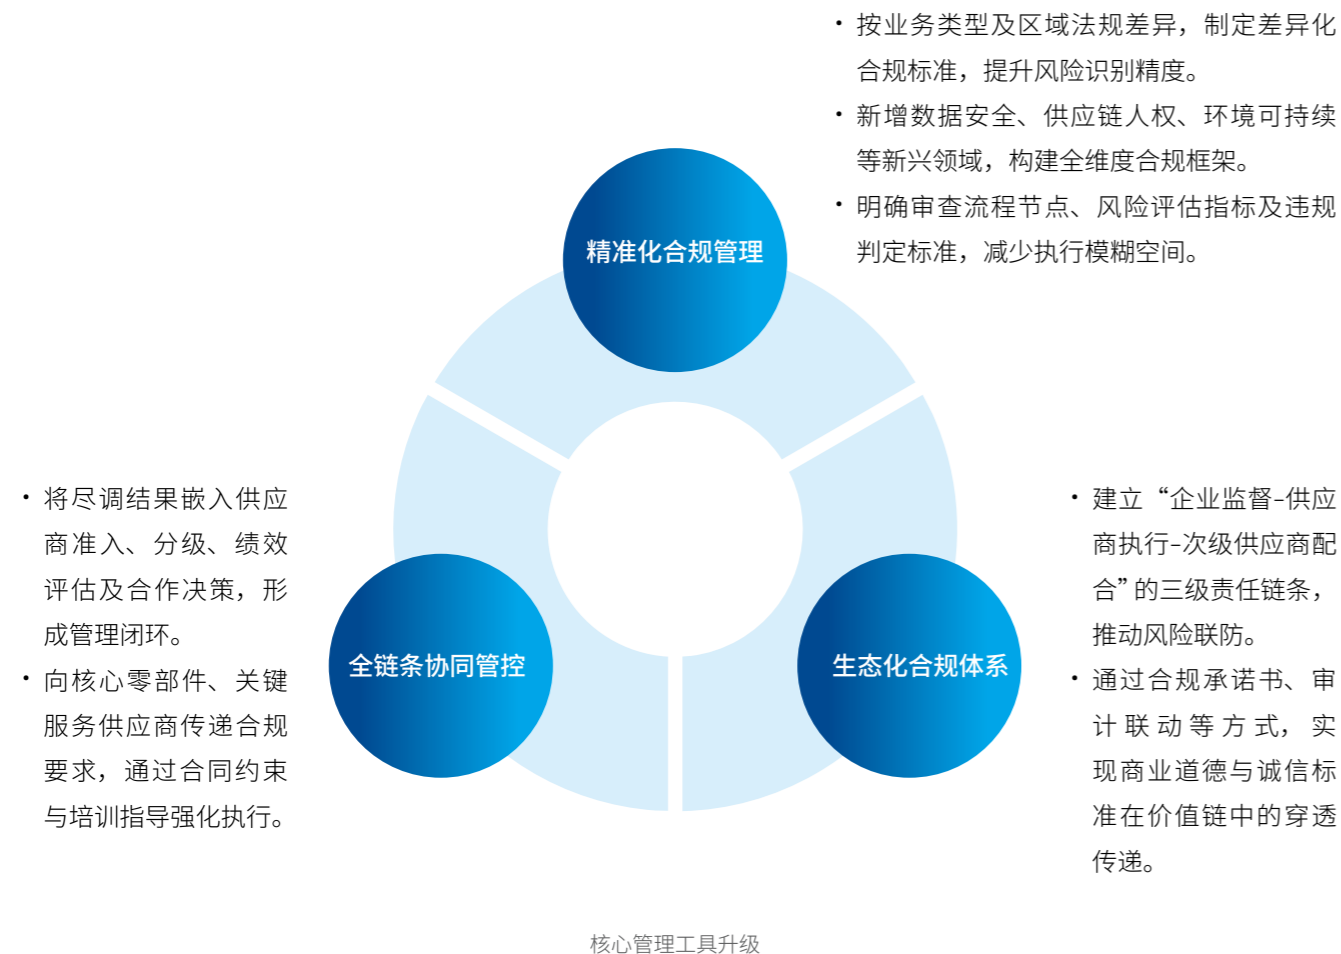 • 按业务类型及区域法规差异，制定差异化
合规标准，提升风险识别精度。
• 新增数据安全、供应链人权、环境可持续
等新兴领域，构建全维度合规框架。
• 明确审查流程节点、风险评估指标及违规
判定标准，减少执行模糊空间。
精准化合规管理
• 将尽调结果嵌入供应
商准入、分级、绩效
评估及合作决策，形
成管理闭环。
• 向核心零部件、关键
服务供应商传递合规
要求，通过合同约束
与培训指导强化执行。
全链条协同管控
生态化合规体系
• 建立“企业监督-供应
商执行-次级供应商配
合”的三级责任链条，
推动风险联防。
• 通过合规承诺书、审
计联动等方式，实
现商业道德与诚信标
准在价值链中的穿透
传递。
核心管理工具升级